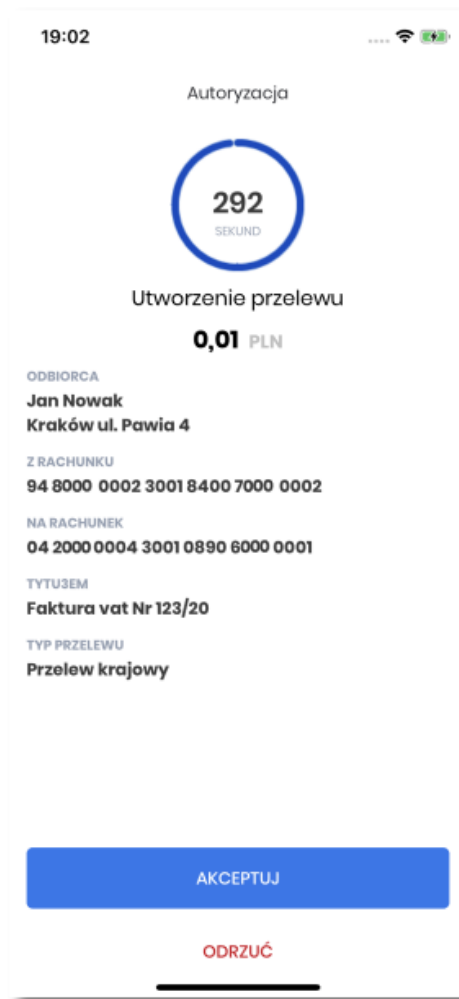 19:02
Autoryzacja
292
SEKUND
Utworzenie przelewu
0,01 PLN
ODBIORCA
Jan Nowak
Kraków ul. Pawia 4
Z RACHUNKU
94 8000 0002 3001 8400 7000 0002
NA RACHUNEK
04 2000 0004 3001 0890 6000 0001
TYTU3EM
Faktura vat Nr 123/20
TYP PRZELEWU
Przelew krajowy
AKCEPTUJ
ODRZUĆ